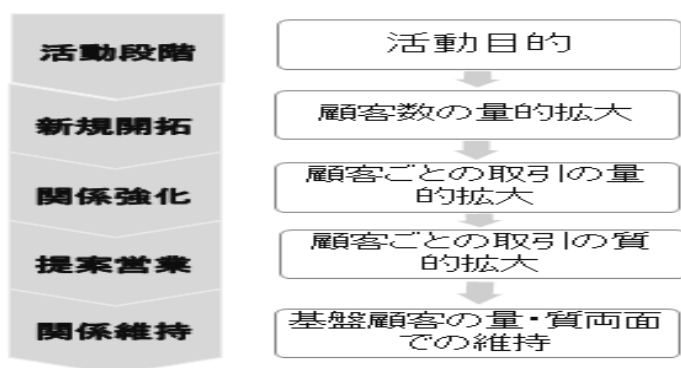 活動段階
活動目的
新規開拓
顧客数の量的拡大
関係強化
顧客ごとの取引の量
的拡大
提案営業
顧客ごとの取引の質
的拡大
関係維持
基盤顧客の量・質両面
での維持